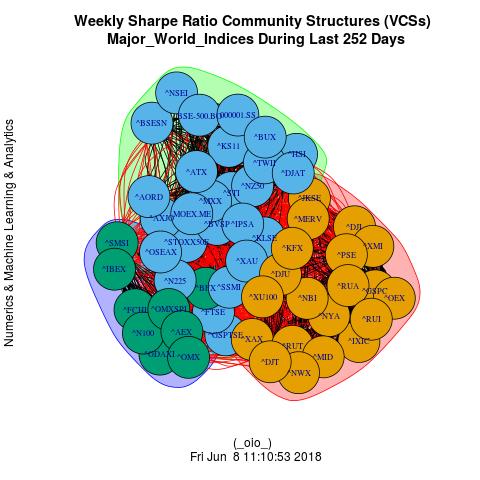 Weekly Sharpe Ratio Community Structures (VCSs)
Major_World_Indices During Last 252 Days
Numerics & Machine Learning & Analytics
^NSEI
^BSESN
BSE-500.BO
000001.SS
^BUX
^KS11
^TWII
^HSI
^DJAT
^ATX
^NZ50
^STI
^JKSE
^AORD
^MXX
^AXJO
MOEX.ME
^MERV
^BVSP
^IPSA
^DJI
^KLSE
^XMI
^SMSI
^STOXX50E
^OSEAX
^KFX
^PSE
^IBEX
^XAU
^N225
^DJU
^RUA
^SSMI
^GSPC
^OEX
^XU100
^NBI
^FCHI
^OMXSPI
^FTSE
^NYA
^RUI
^N100
^AEX
^GSPTSE
^XAX
^RUT
^IXIC
^GDAXI
^OMX
^DJT
^MID
^NWX
(_oio_)
Fri Jun  8 11:10:53 2018